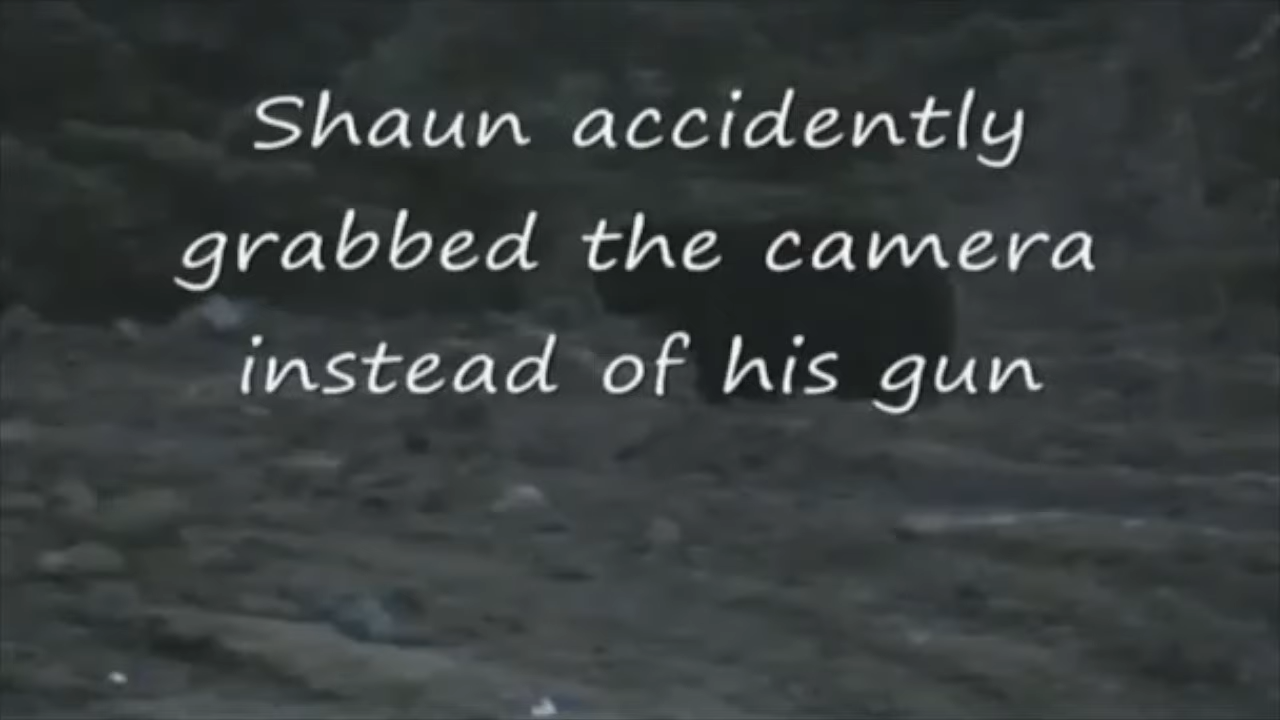 Shaun accidently
grabbed the camera
instead of his gun